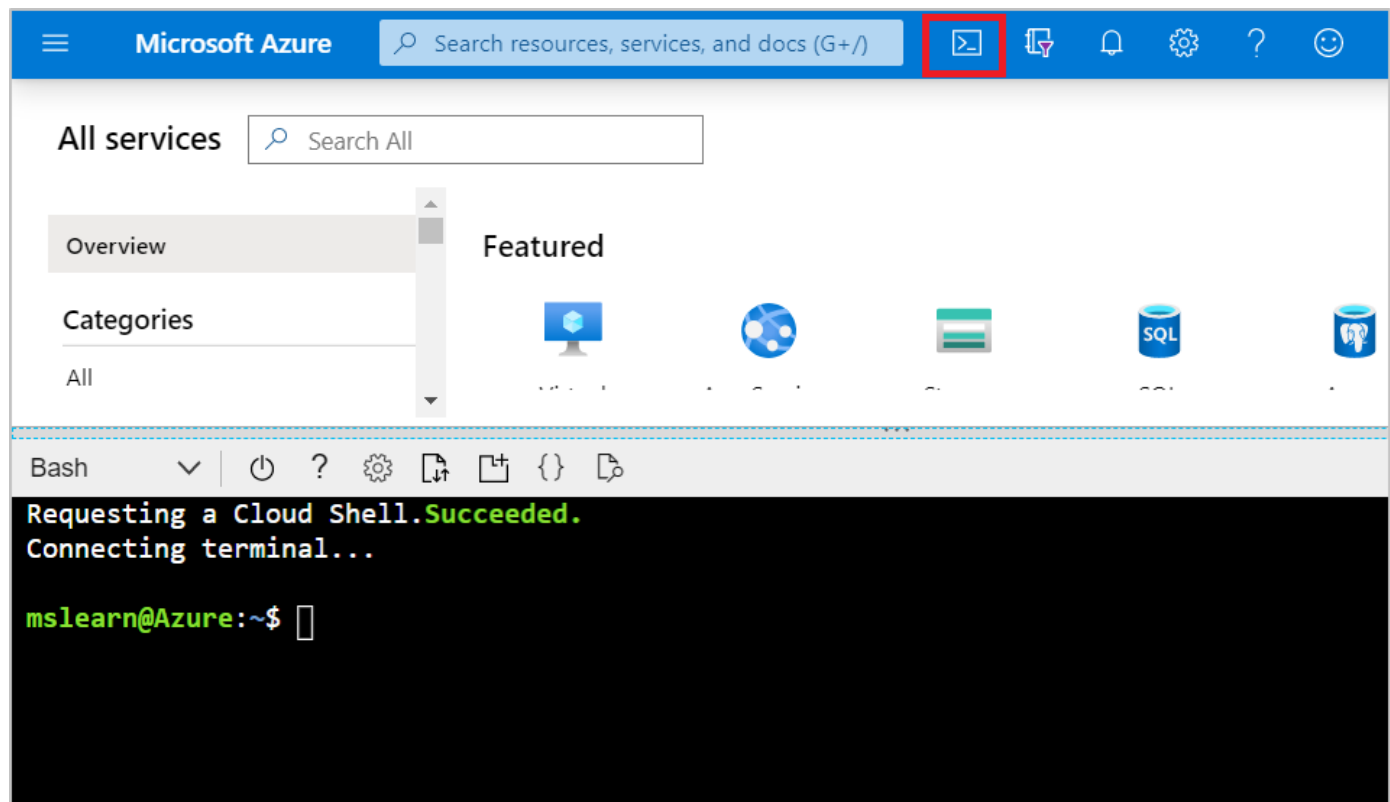 Microsoft Azure
Search resources, services, and docs (G+/)
All services
Search All
Overview
Featured
Categories
All
SQL
Bash
Requesting a Cloud Shell.Succeeded.
Connecting terminal...
mslearn@Azure:~$